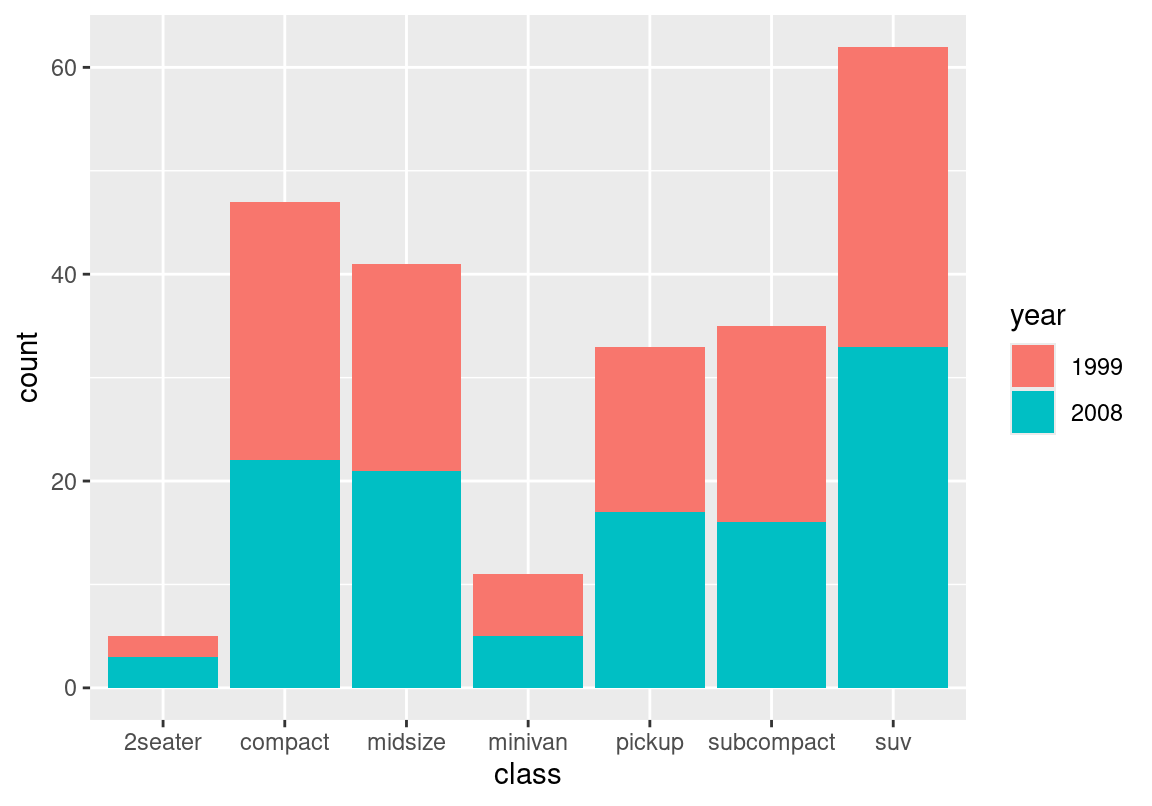 60
40
20
0
count
2seater compact midsize minivan pickup subcompact suv
class
year
1999
2008